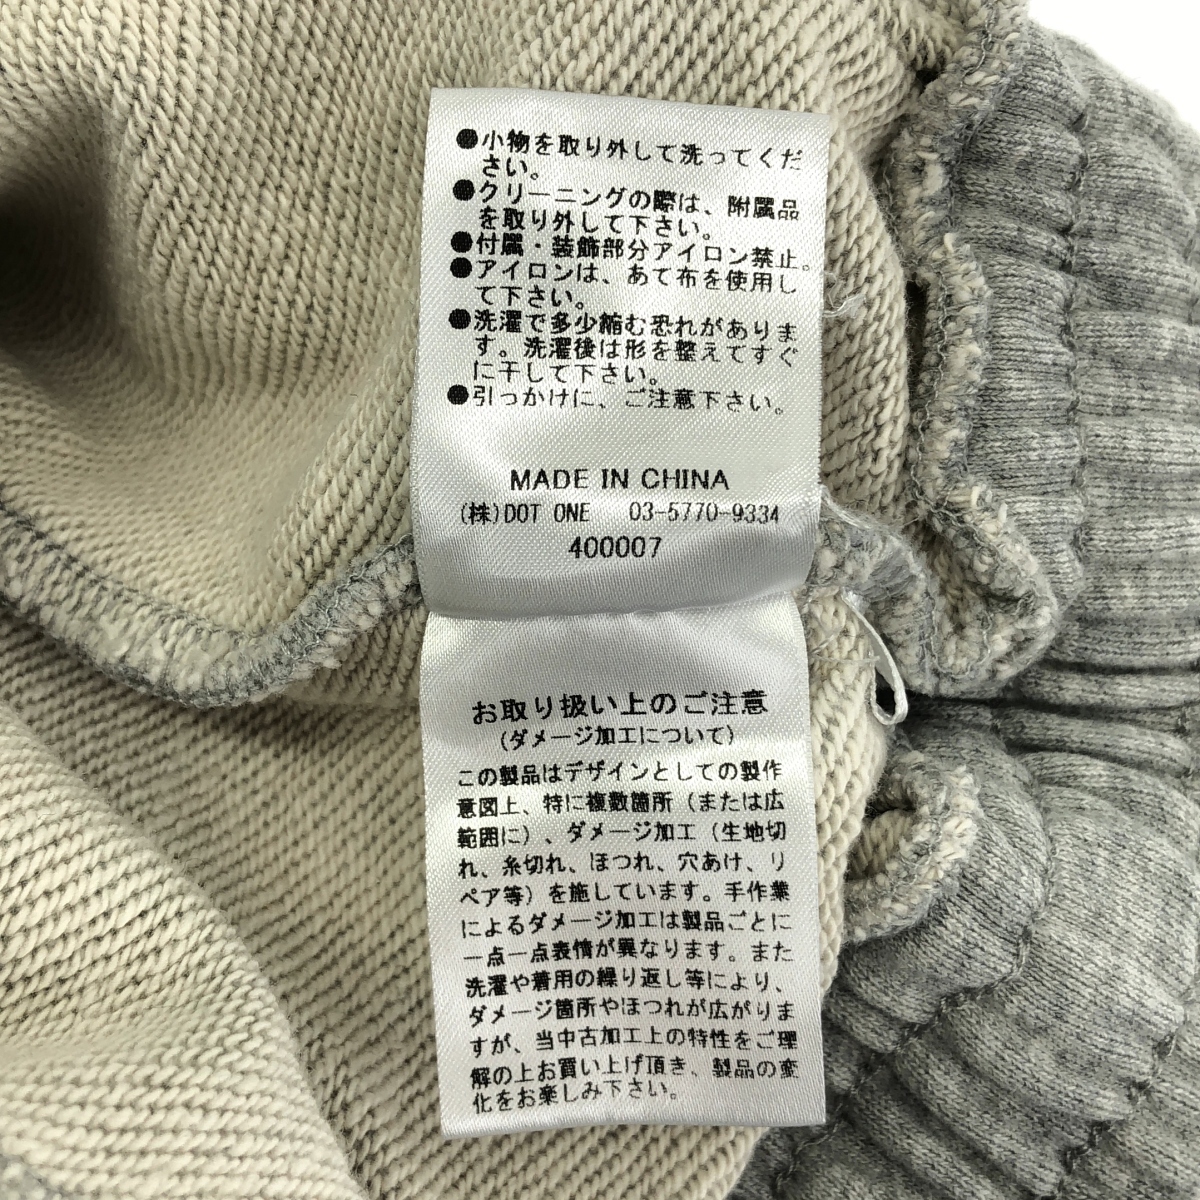 ●小物を取り外して洗ってくだ
さい。
●クリーニングの際は、附属品
を取り外して下さい。
●付属・装飾部分アイロン禁止。
●アイロンは、あて布を使用し
て下さい。
●洗濯で多少縮む恐れがありま
す。洗濯後は形を整えてすぐ
に干して下さい。
●引っかけに、ご注意下さい。
MADE IN CHINA
(株)DOT ONE 03-5770-9334
400007
お取り扱い上のご注意
(ダメージ加工について)
この製品はデザインとしての製作
意図上、特に複数箇所(または広
範囲に)、ダメージ加工(生地切
れ、糸切れ、ほつれ、穴あけ、リ
ペア等)を施しています。手作業
によるダメージ加工は製品ごとに
一点一点表情が異なります。また
洗濯や着用の繰り返し等により、
ダメージ箇所やほつれが広がりま
すが、当中古加工上の特性をご理
解の上お買い上げ頂き、製品の変
化をお楽しみ下さい。